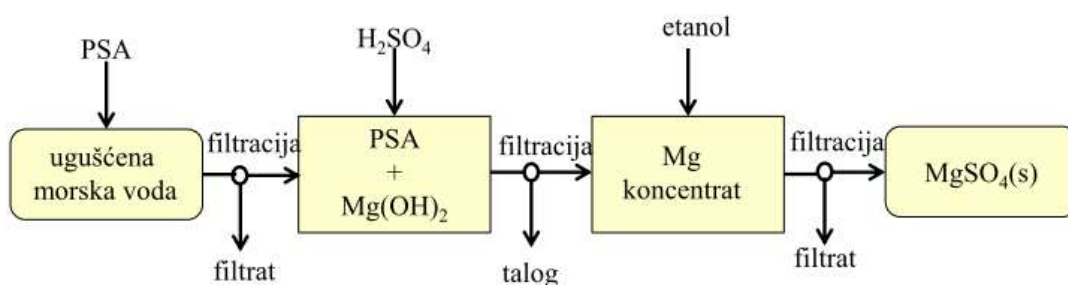 PSA
H₂SO₄
etanol
ugušćena
morska voda
filtracija
filtrat
PSA
+
Mg(OH)₂
filtracija
talog
Mg
koncentrat
filtracija
filtrat
MgSO₄(s)